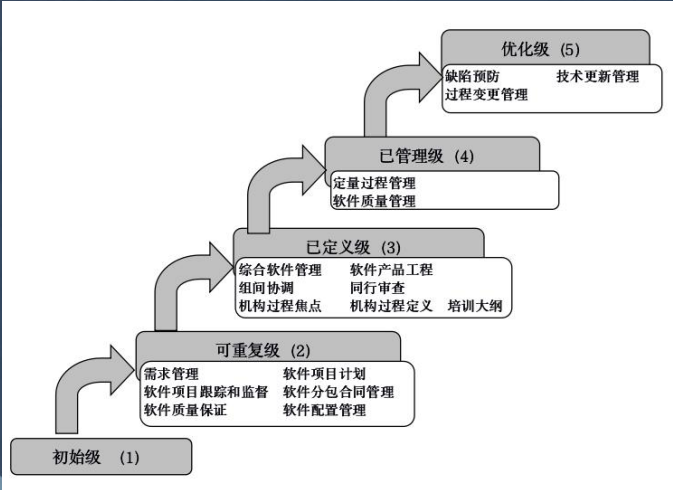 优化级（5）
缺陷预防 技术更新管理
过程变更管理
已管理级（4）
定量过程管理
软件质量管理
已定义级（3）
综合软件管理 软件产品工程
组间协调 同行审查
机构过程焦点 机构过程定义 培训大纲
可重复级（2）
需求管理 软件项目计划
软件项目跟踪和监督 软件分包合同管理
软件质量保证 软件配置管理
初始级（1）